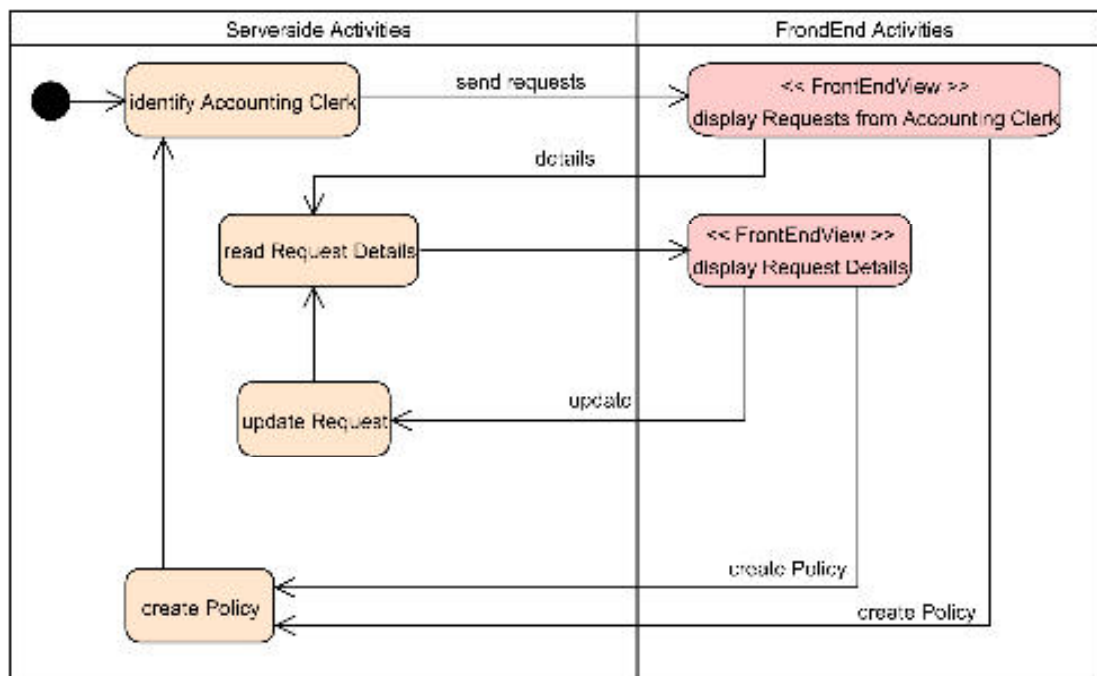 Serverside Activities
FrondEnd Activities
identify Accounting Clerk
send requests
<< FrontEndView >>
display Requests from Accounting Clerk
details
read Request Details
<< FrontEndView >>
display Request Details
update Request
update
create Policy
create Policy
create Policy